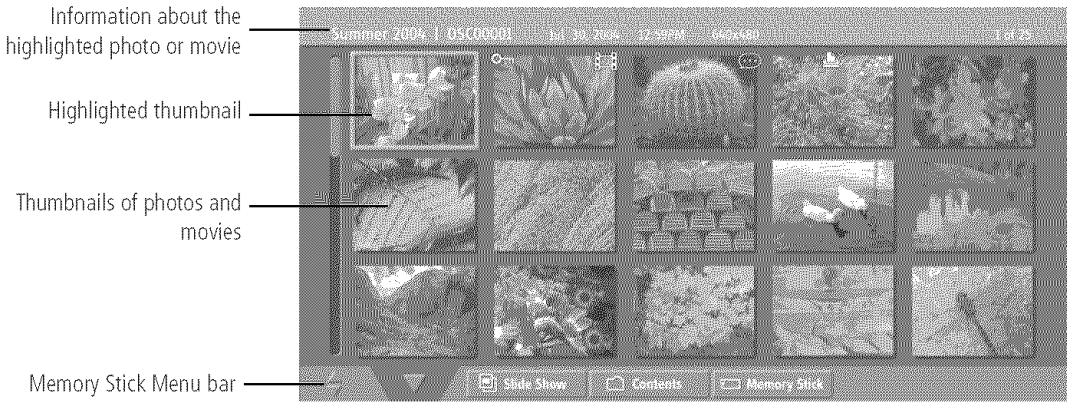 Information about the
highlighted photo or movie
Summer 2004 | DSC00001 Jul 30, 2004 12:59PM 640x480 1 of 25
Highlighted thumbnail
Thumbnails of photos and
movies
Memory Stick Menu bar
Slide Show Contents Memory Stick